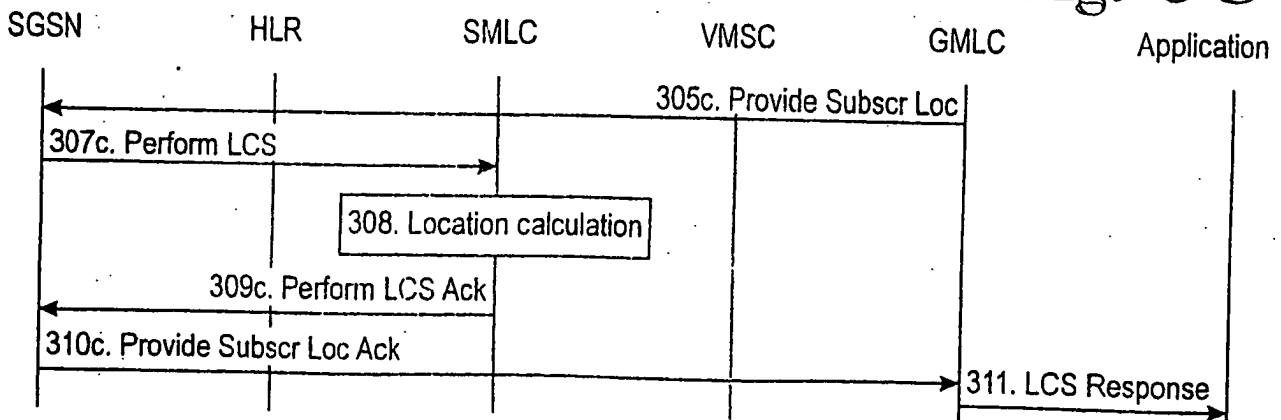 SGSN HLR SMLC VMSC GMLC Application
305c. Provide Subscr Loc
307c. Perform LCS
308. Location calculation
309c. Perform LCS Ack
310c. Provide Subscr Loc Ack
311. LCS Response